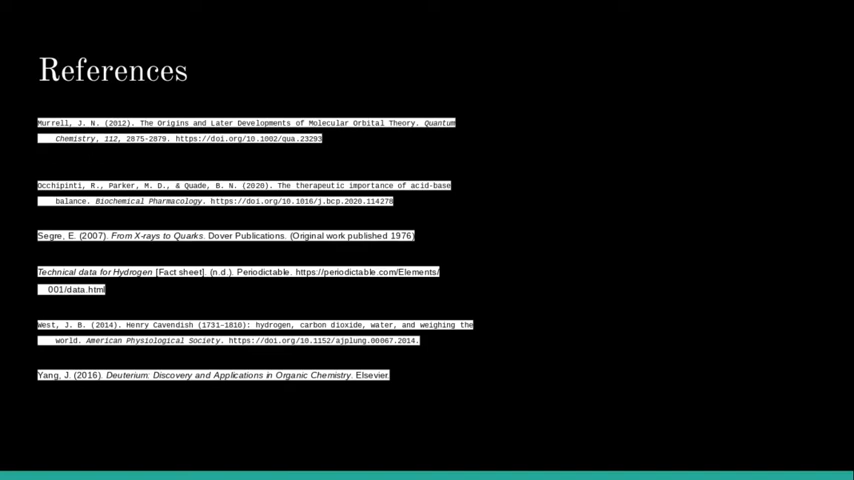 References
Murrell, J. N. (2012). The Origins and Later Developments of Molecular Orbital Theory. Quantum
Chemistry, 112, 2875-2879. https://doi.org/10.1002/qua.23293
Occhipinti, R., Parker, M. D., & Quade, B. N. (2020). The therapeutic importance of acid-base
balance. Biochemical Pharmacology. https://doi.org/10.1016/j.bcp.2020.114278
Segre, E. (2007). From X-rays to Quarks. Dover Publications. (Original work published 1976)
Technical data for Hydrogen [Fact sheet]. (n.d.). Periodictable. https://periodictable.com/Elements/
001/data.html
West, J. B. (2014). Henry Cavendish (1731–1810): hydrogen, carbon dioxide, water, and weighing the
world. American Physiological Society. https://doi.org/10.1152/ajplung.00067.2014.
Yang, J. (2016). Deuterium: Discovery and Applications in Organic Chemistry. Elsevier.